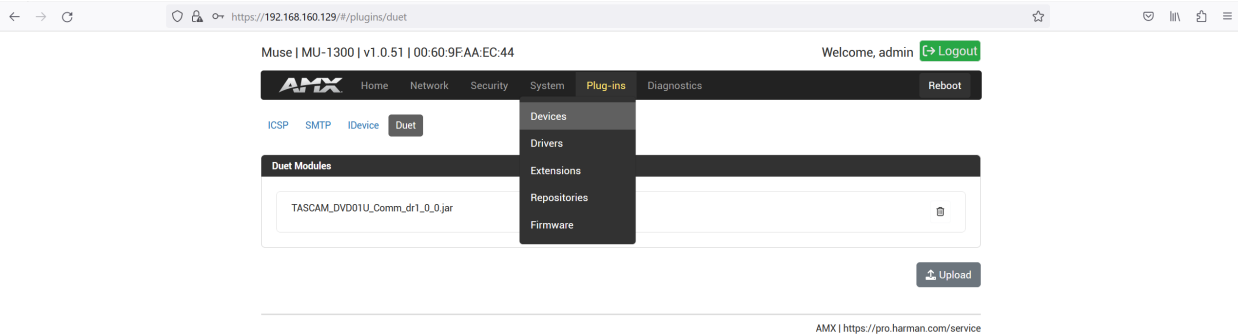 https://192.168.160.129/#/plugins/duet
Muse | MU-1300 | v1.0.51 | 00:60:9F:AA:EC:44
Welcome, admin Logout
AMX Home Network Security System Plug-ins Diagnostics Reboot
Devices
Drivers
Extensions
Repositories
Firmware
ICSP SMTP IDevice Duet
Duet Modules
TASCAM_DVD01U_Comm_dr1_0_0.jar
Upload
AMX | https://pro.harman.com/service